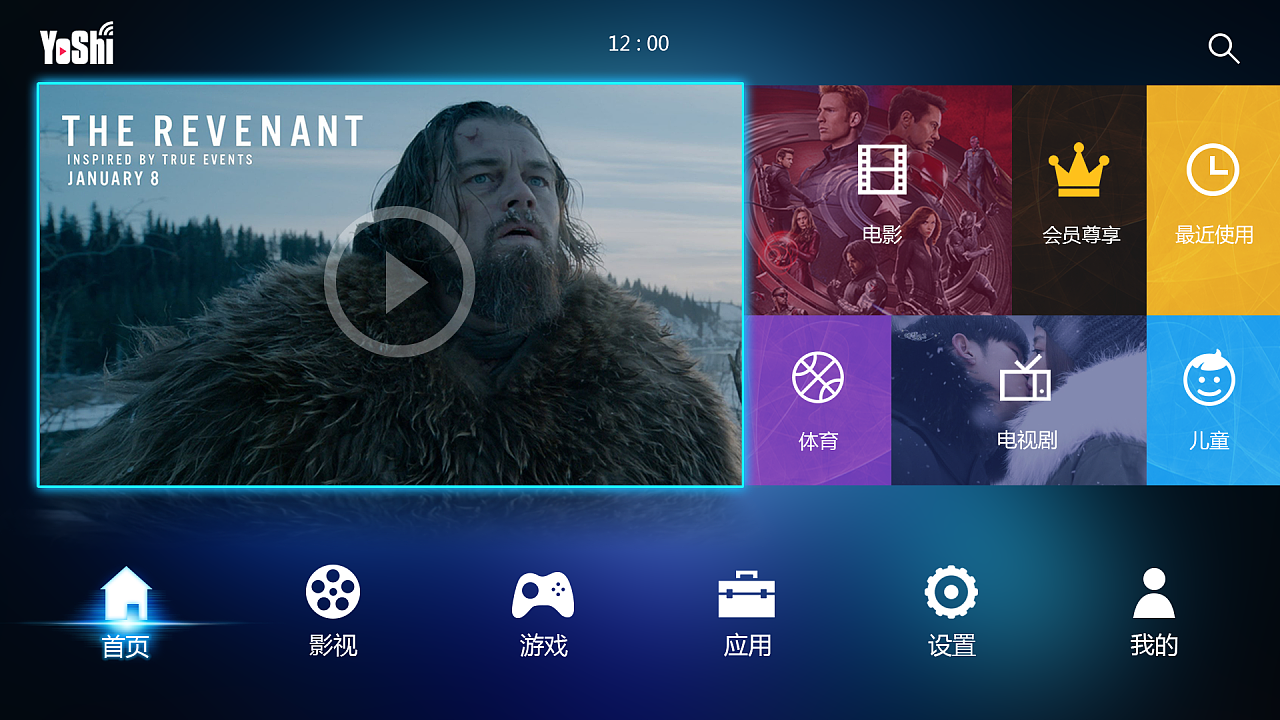 YoShi
12 : 00
THE REVENANT
INSPIRED BY TRUE EVENTS
JANUARY 8
电影
会员尊享
最近使用
体育
电视剧
儿童
首页
影视
游戏
应用
设置
我的